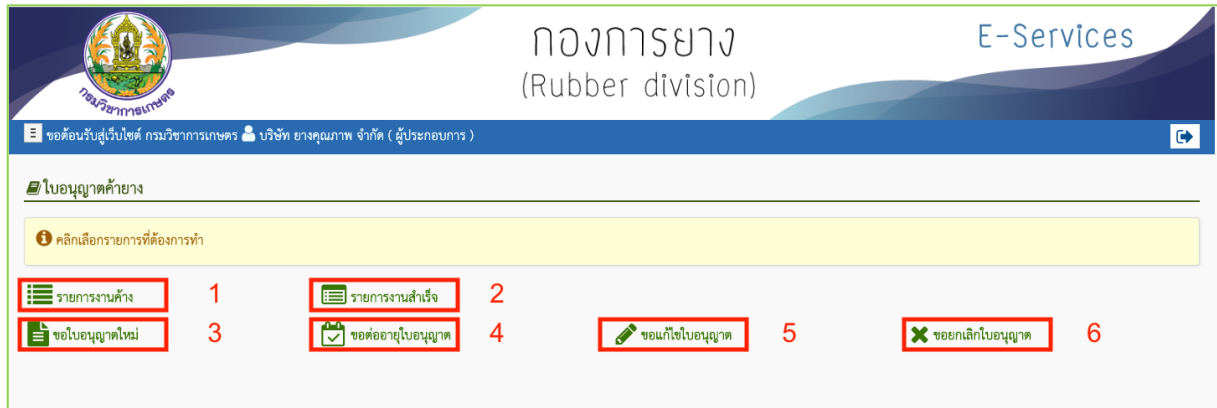 กรมวิชาการเกษตร
กองการยาง
(Rubber division)
E-Services
ขอต้อนรับสู่เว็บไซต์ กรมวิชาการเกษตร บริษัท ยางคุณภาพ จำกัด ( ผู้ประกอบการ )
ใบอนุญาตค้ายาง
คลิกเลือกรายการที่ต้องการทำ
รายการงานค้าง 1 รายการงานสำเร็จ 2
ขอใบอนุญาตใหม่ 3 ขอต่ออายุใบอนุญาต 4 ขอแก้ไขใบอนุญาต 5 ขอยกเลิกใบอนุญาต 6